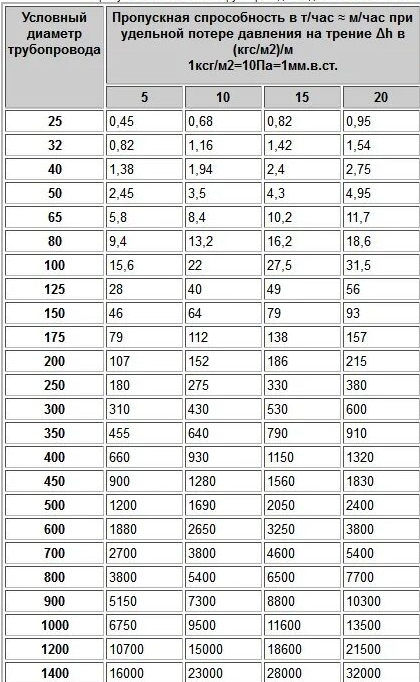 Условный
диаметр
трубопровода
Пропускная способность в т/час ≈ м/час при
удельной потере давления на трение Δh в
(кгс/м2)/м
1ксг/м2=10Па=1мм.в.ст.
5 10 15 20
25 0,45 0,68 0,82 0,95
32 0,82 1,16 1,42 1,54
40 1,38 1,94 2,4 2,75
50 2,45 3,5 4,3 4,95
65 5,8 8,4 10,2 11,7
80 9,4 13,2 16,2 18,6
100 15,6 22 27,5 31,5
125 28 40 49 56
150 46 64 79 93
175 79 112 138 157
200 107 152 186 215
250 180 275 330 380
300 310 430 530 600
350 455 640 790 910
400 660 930 1150 1320
450 900 1280 1560 1830
500 1200 1690 2050 2400
600 1880 2650 3250 3800
700 2700 3800 4600 5400
800 3800 5400 6500 7700
900 5150 7300 8800 10300
1000 6750 9500 11600 13500
1200 10700 15000 18600 21500
1400 16000 23000 28000 32000